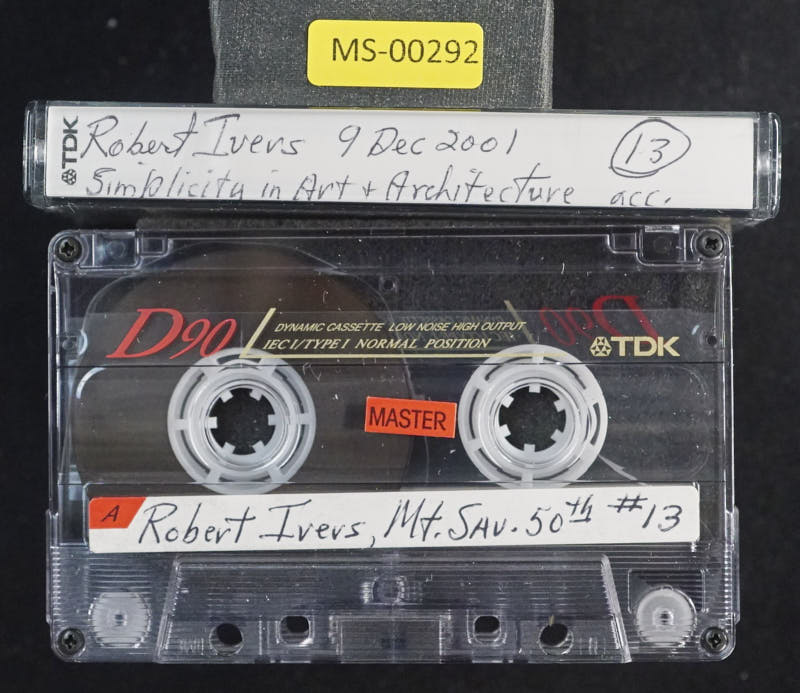 MS-00292
TDK
Robert Ivers 9 Dec 2001 13
Simplicity in Art + Architecture acc.
D90
DYNAMIC CASSETTE LOW NOISE HIGH OUTPUT
IEC I/TYPE I NORMAL POSITION
TDK
D90
MASTER
A Robert Ivers, Mt. SAV. 50th #13